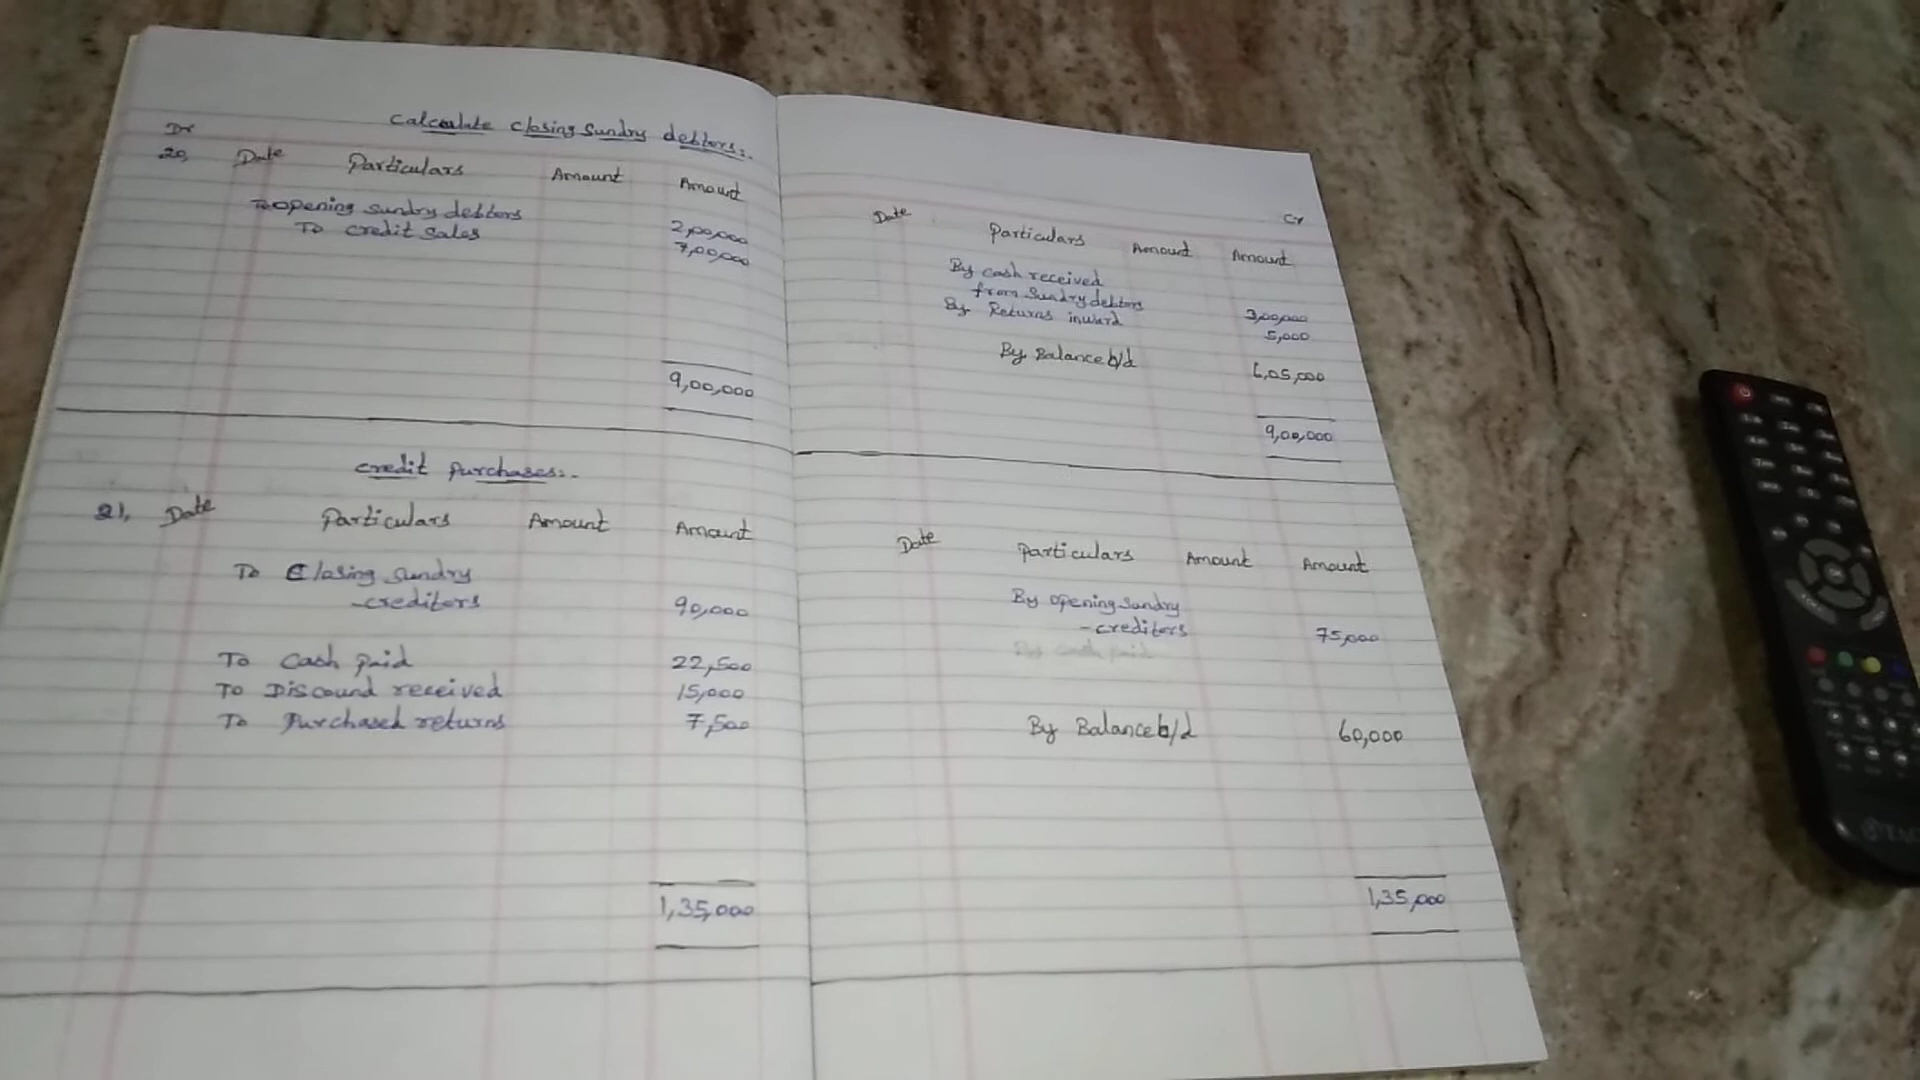 Calculate closing Sundry debtors:-
Dr
20, Date Particulars Amount Amount
To opening sundry debtors 2,00,000
To credit sales 7,00,000
9,00,000
credit purchases:-
21, Date Particulars Amount Amount
To Closing sundry
-creditors 90,000
To Cash paid 22,500
To Discound received 15,000
To Purchased returns 7,500
1,35,000
Cr
Date Particulars Amount Amount
By cash received
from Sundry debtors 3,00,000
By Returns inward 5,000
By Balance b/d 6,05,000
9,00,000
Date Particulars Amount Amount
By opening sundry
-creditors 75,000
By cash paid
By Balance b/d 60,000
1,35,000